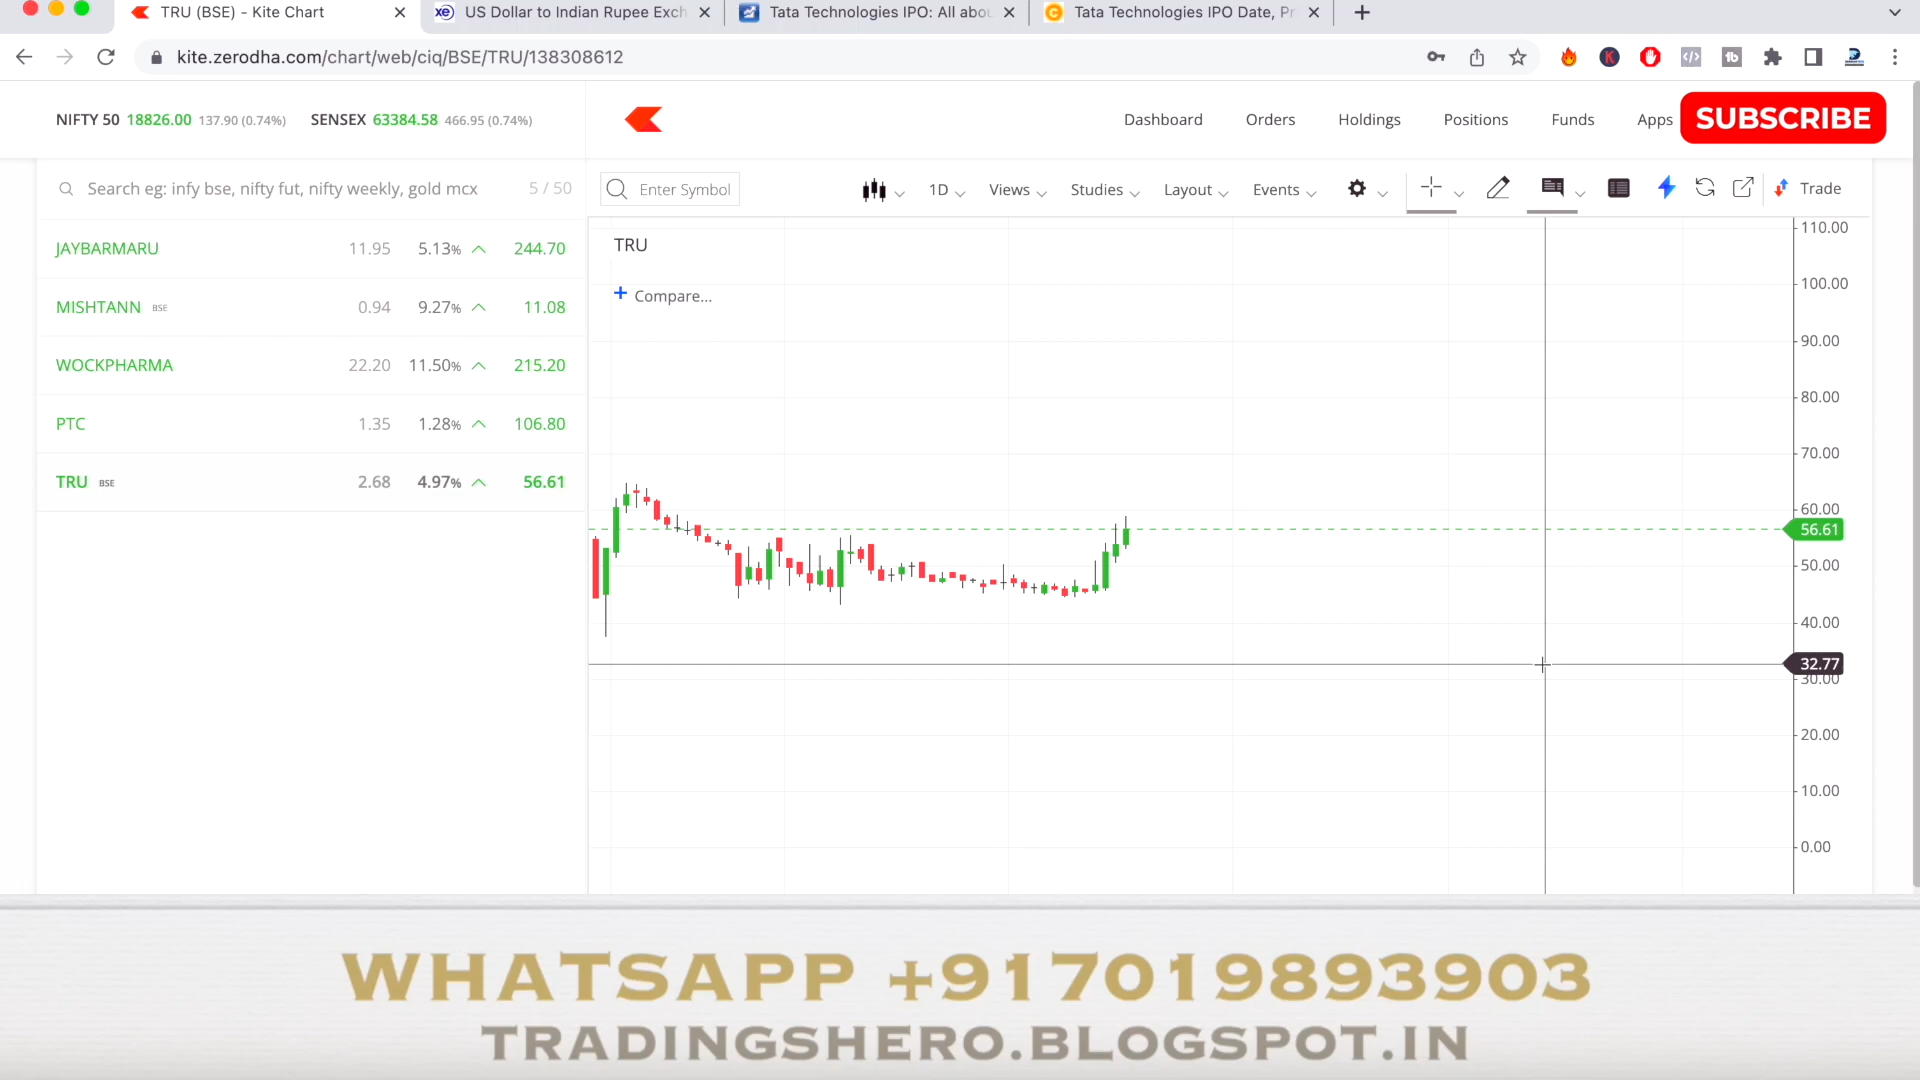 TRU (BSE) - Kite Chart
US Dollar to Indian Rupee Exch
Tata Technologies IPO: All abou
Tata Technologies IPO Date, Pr
kite.zerodha.com/chart/web/ciq/BSE/TRU/138308612
NIFTY 50 18826.00 137.90 (0.74%) SENSEX 63384.58 466.95 (0.74%)
Dashboard Orders Holdings Positions Funds Apps SUBSCRIBE
Search eg: infy bse, nifty fut, nifty weekly, gold mcx 5 / 50
Enter Symbol 1D Views Studies Layout Events Trade
JAYBARMARU 11.95 5.13% 244.70
MISHTANN BSE 0.94 9.27% 11.08
WOCKPHARMA 22.20 11.50% 215.20
PTC 1.35 1.28% 106.80
TRU BSE 2.68 4.97% 56.61
TRU
Compare...
110.00
100.00
90.00
80.00
70.00
60.00
56.61
50.00
40.00
32.77
30.00
20.00
10.00
0.00
WHATSAPP +917019893903
TRADINGSHERO.BLOGSPOT.IN